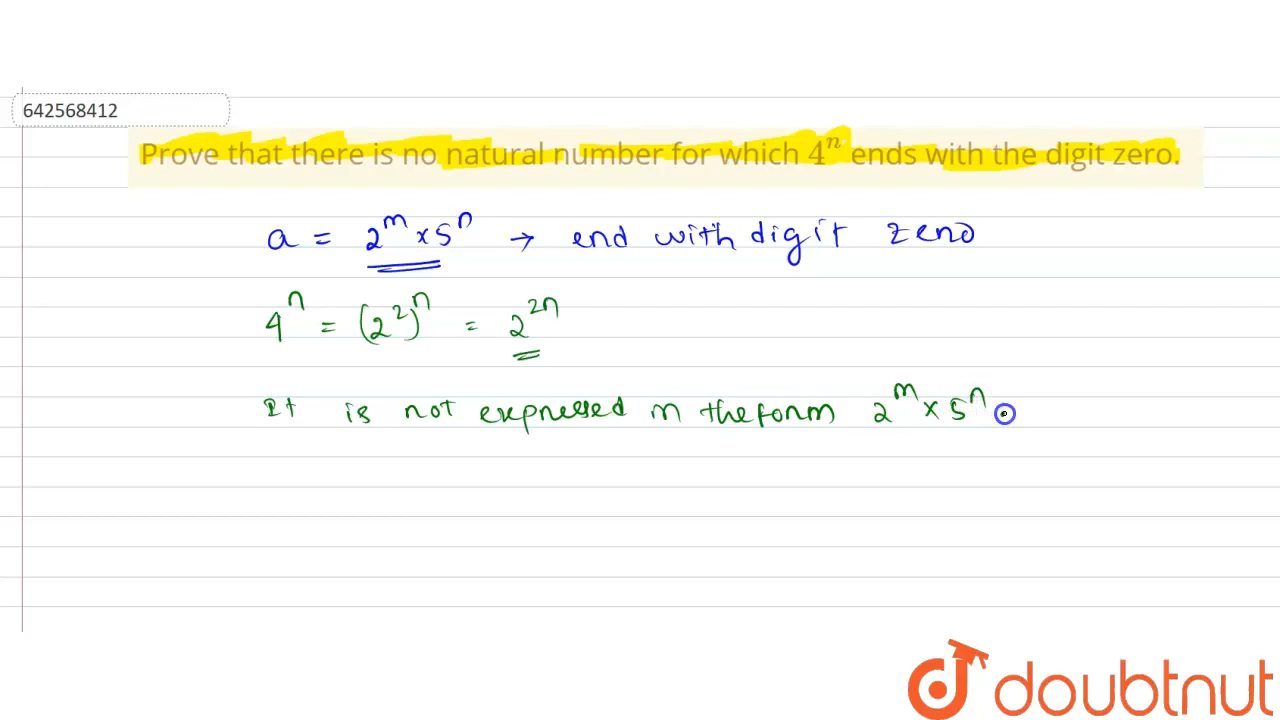 642568412
Prove that there is no natural number for which 4^n ends with the digit zero.
a = 2^m × 5^n → end with digit zero
4^n = (2^2)^n = 2^2n
It is not expressed in the form 2^m × 5^n.
doubtnut